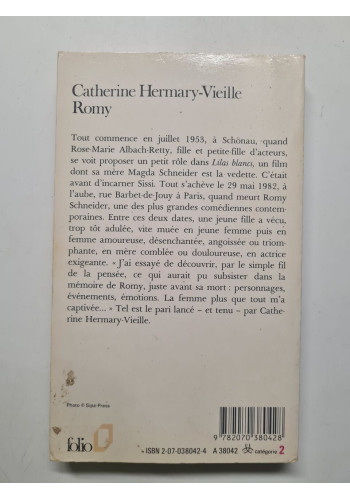 Catherine Hermary-Vieille
Romy
Tout commence en juillet 1953, à Schönau, quand
Rose-Marie Albach-Retty, fille et petite-fille d'acteurs,
se voit proposer un petit rôle dans Lilas blancs, un film
dont sa mère Magda Schneider est la vedette. C'était
avant d'incarner Sissi. Tout s'achève le 29 mai 1982, à
l'aube, rue Barbet-de-Jouy à Paris, quand meurt Romy
Schneider, une des plus grandes comédiennes contem-
poraines. Entre ces deux dates, une jeune fille a vécu,
trop tôt adulée, vite muée en jeune femme puis en
femme amoureuse, désenchantée, angoissée ou triom-
phante, en mère comblée ou douloureuse, en actrice
exigeante. « J'ai essayé de découvrir, par le simple fil
de la pensée, ce qui aurait pu subsister dans la
mémoire de Romy, juste avant sa mort : personnages,
événements, émotions. La femme plus que tout m'a
captivée... » Tel est le pari lancé – et tenu – par Cathe-
rine Hermary-Vieille.
Photo © Sipa-Press
9 782070 380428
folio
ISBN 2-07-038042-4 A 38042 catégorie 2